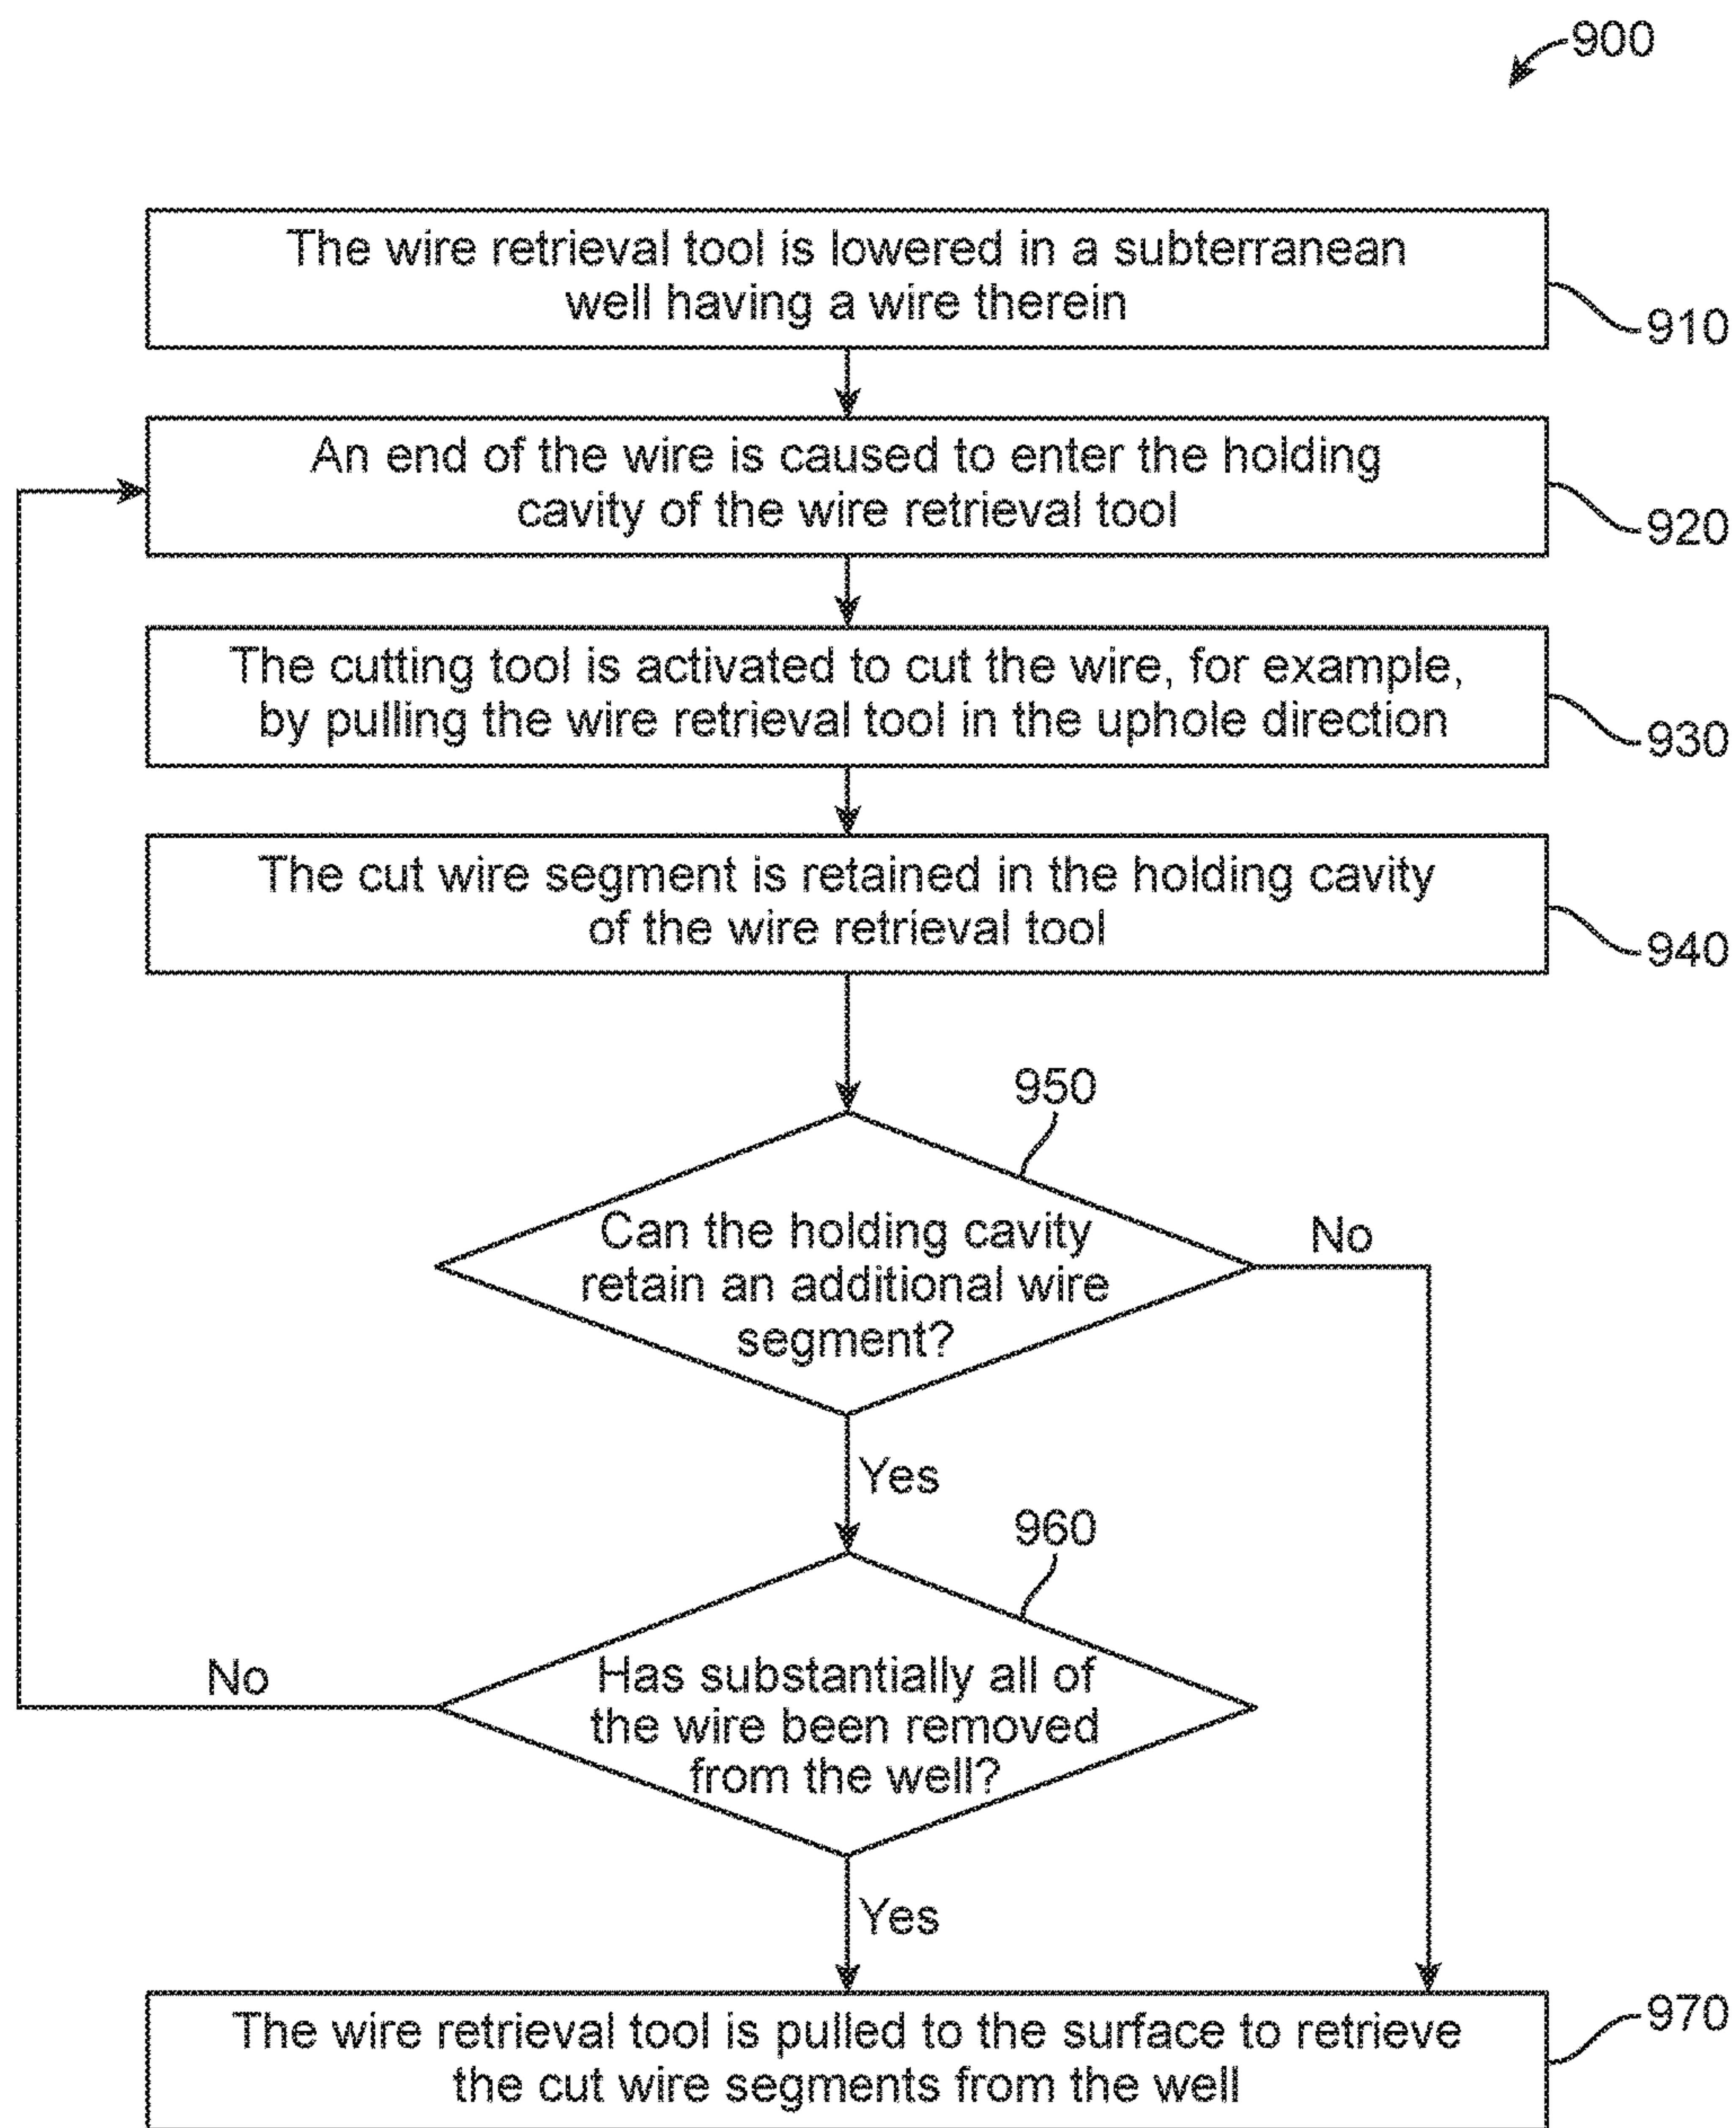 900
The wire retrieval tool is lowered in a subterranean
well having a wire therein
910
An end of the wire is caused to enter the holding
cavity of the wire retrieval tool
920
The cutting tool is activated to cut the wire, for example,
by pulling the wire retrieval tool in the uphole direction
930
The cut wire segment is retained in the holding cavity
of the wire retrieval tool
940
950
Can the holding cavity
retain an additional wire
segment?
No
Yes
960
Has substantially all of
the wire been removed
from the well?
No
Yes
The wire retrieval tool is pulled to the surface to retrieve
the cut wire segments from the well
970